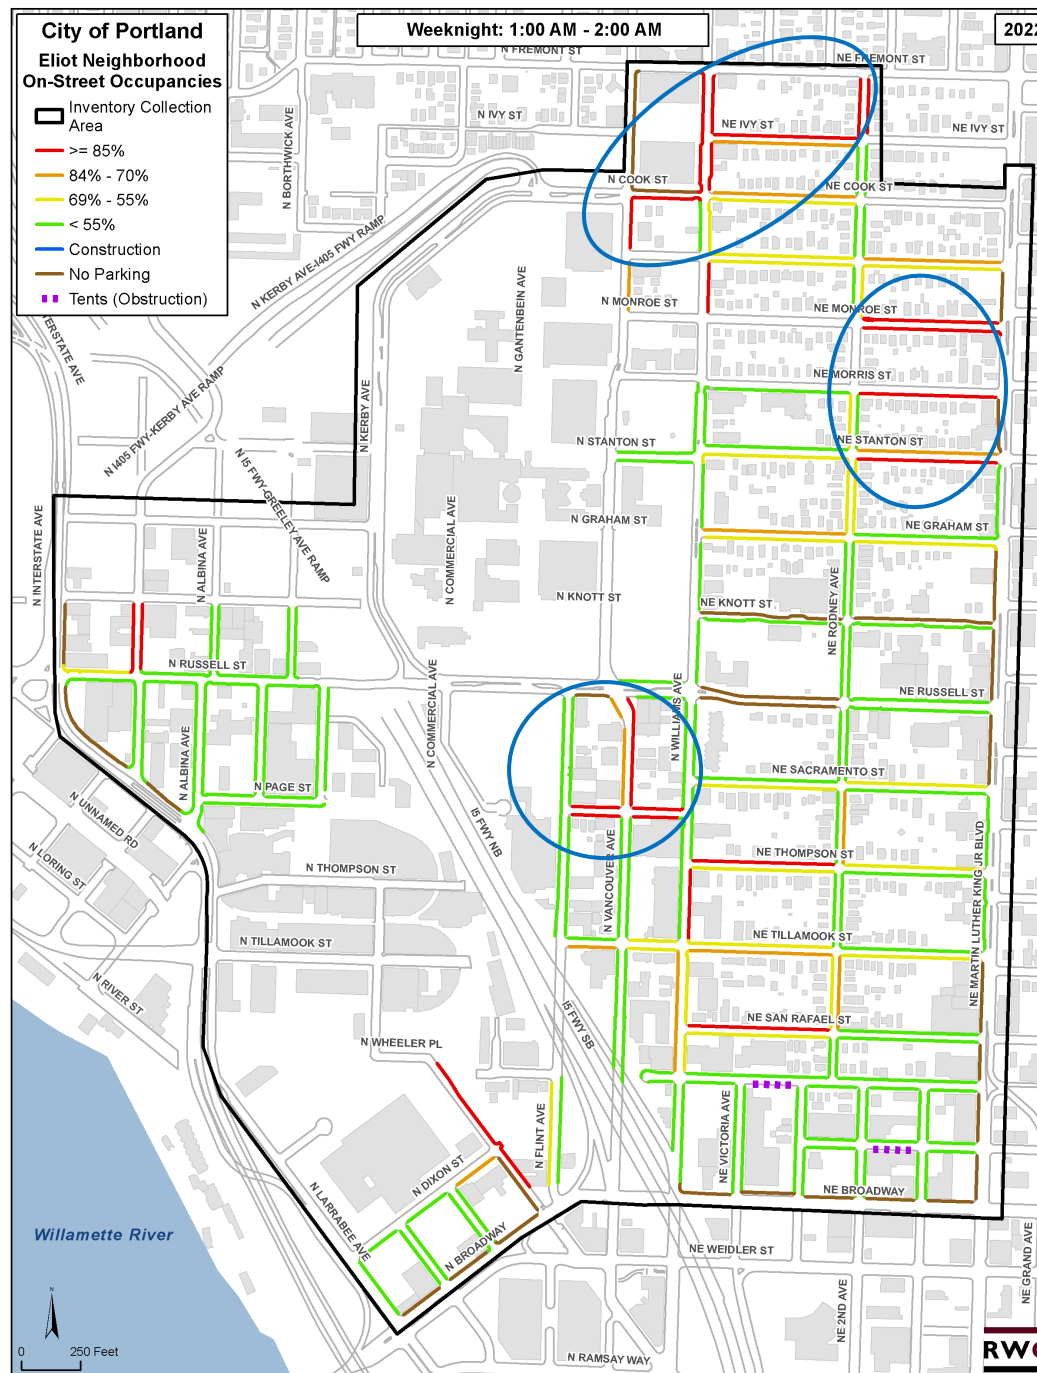 City of Portland
Eliot Neighborhood
On-Street Occupancies
Inventory Collection
Area
>= 85%
84% - 70%
69% - 55%
< 55%
Construction
No Parking
Tents (Obstruction)
Weeknight: 1:00 AM - 2:00 AM
2022
N FREMONT ST
NE FREMONT ST
N IVY ST
NE IVY ST
NE IVY ST
N BORTHWICK AVE
N COOK ST
NE COOK ST
NE COOK ST
N KERBY AVE-I405 FWY RAMP
N MONROE ST
NE MONROE ST
N GANTENBEIN AVE
TERSTATE AVE
NE MORRIS ST
N I405 FWY-KERBY AVE RAMP
N KERBY AVE
N STANTON ST
NE STANTON ST
N I5 FWY-GREELEY AVE RAMP
N GRAHAM ST
NE GRAHAM ST
N INTERSTATE AVE
N ALBINA AVE
N COMMERCIAL AVE
N KNOTT ST
NE KNOTT ST
NE RODNEY AVE
N RUSSELL ST
NE RUSSELL ST
N COMMERCIAL AVE
N WILLIAMS AVE
N ALBINA AVE
N PAGE ST
NE SACRAMENTO ST
N UNNAMED RD
I5 FWY NB
N LORING ST
N THOMPSON ST
NE THOMPSON ST
N VANCOUVER AVE
NE MARTIN LUTHER KING JR BLVD
N TILLAMOOK ST
NE TILLAMOOK ST
N RIVER ST
I5 FWY SB
NE SAN RAFAEL ST
N WHEELER PL
N FLINT AVE
NE VICTORIA AVE
N DIXON ST
NE BROADWAY
N LARRABEE AVE
N BROADWAY
Willamette River
NE WEIDLER ST
NE GRAND AVE
NE 2ND AVE
N RAMSAY WAY
N
0 250 Feet
RW